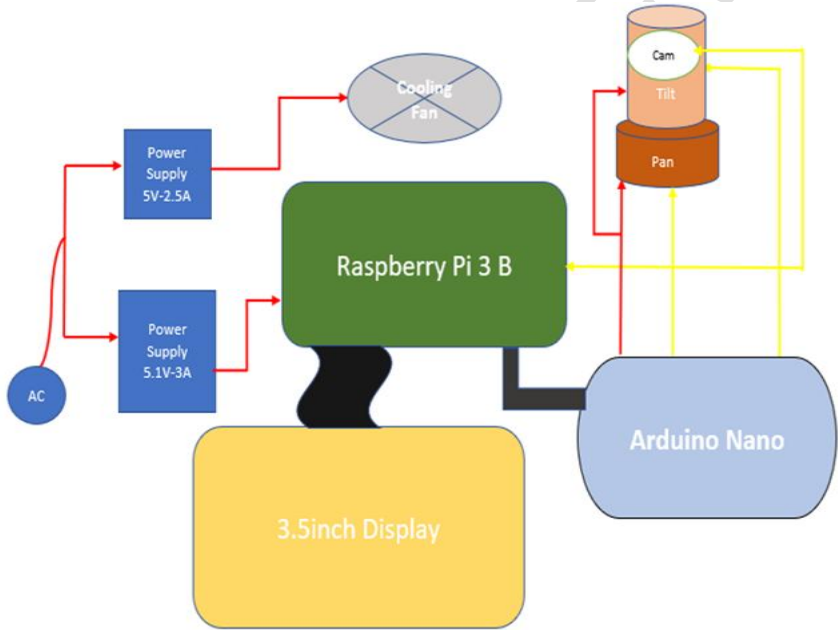 Cam
Tilt
Pan
Cooling
Fan
Power
Supply
5V-2.5A
Raspberry Pi 3 B
Power
Supply
5.1V-3A
AC
Arduino Nano
3.5inch Display